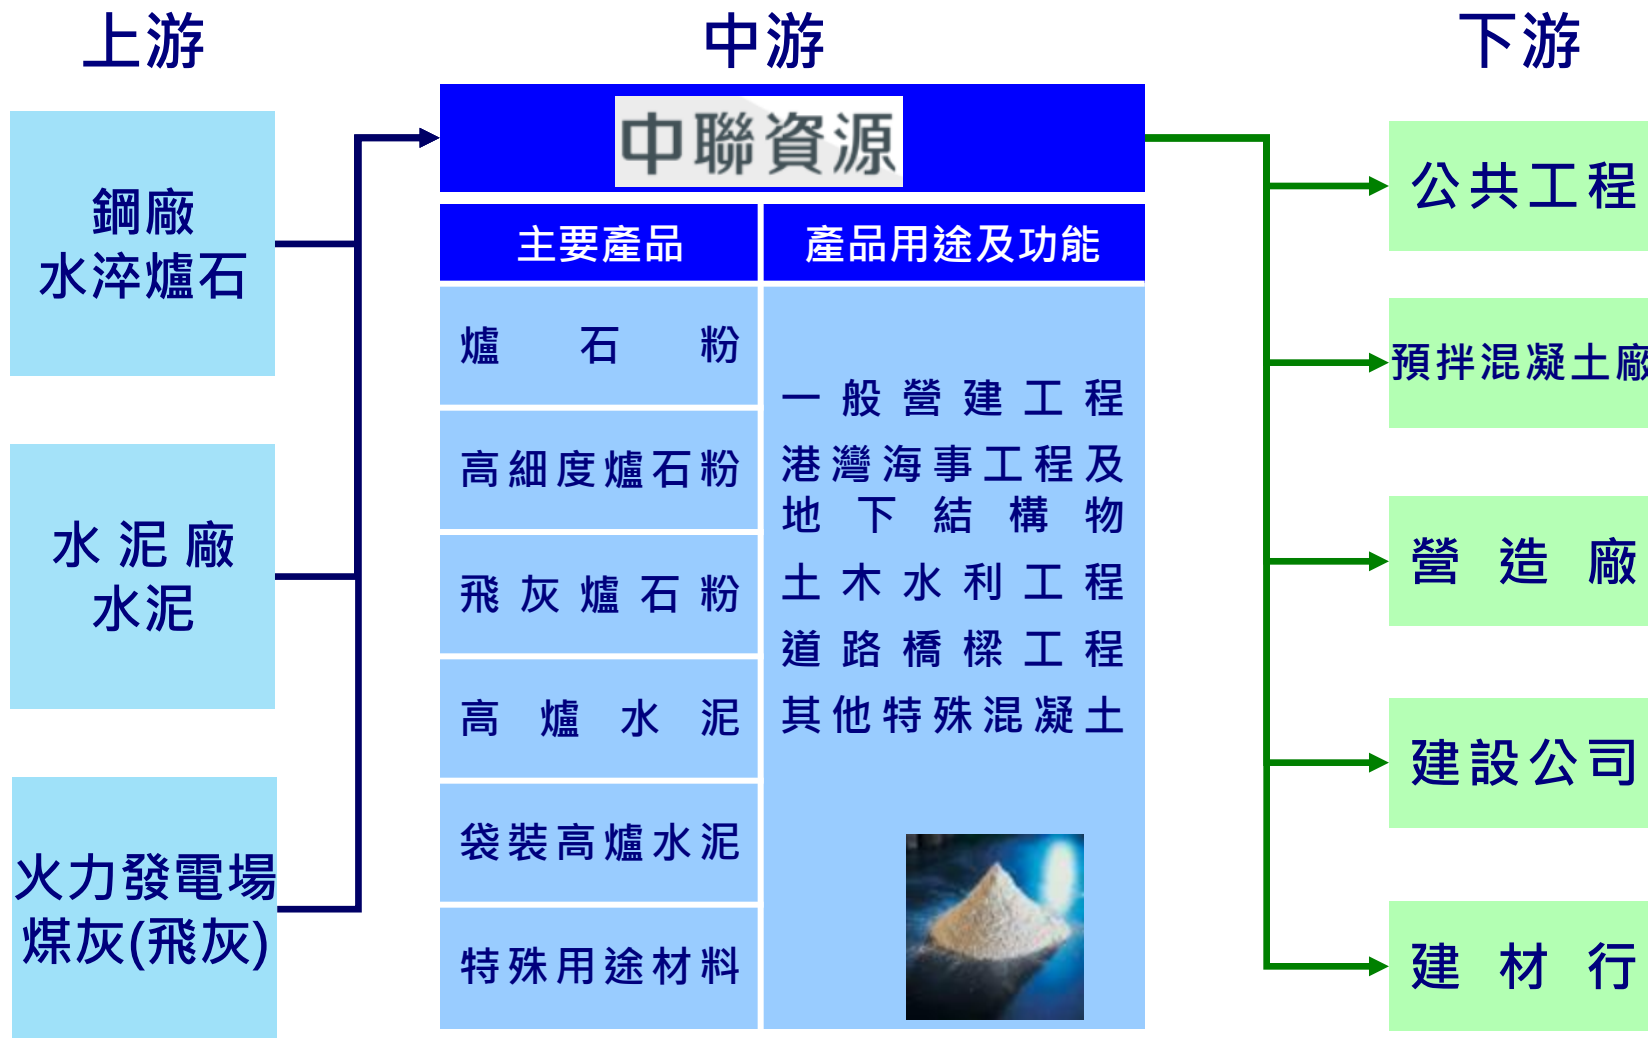 上游
中游
下游
鋼廠
水淬爐石
水泥廠
水泥
火力發電場
煤灰(飛灰)
中聯資源
主要產品
產品用途及功能
爐石粉
高細度爐石粉
飛灰爐石粉
高爐水泥
袋裝高爐水泥
特殊用途材料
一般營建工程
港灣海事工程及
地下結構物
土木水利工程
道路橋樑工程
其他特殊混凝土
公共工程
預拌混凝土廠
營造廠
建設公司
建材行